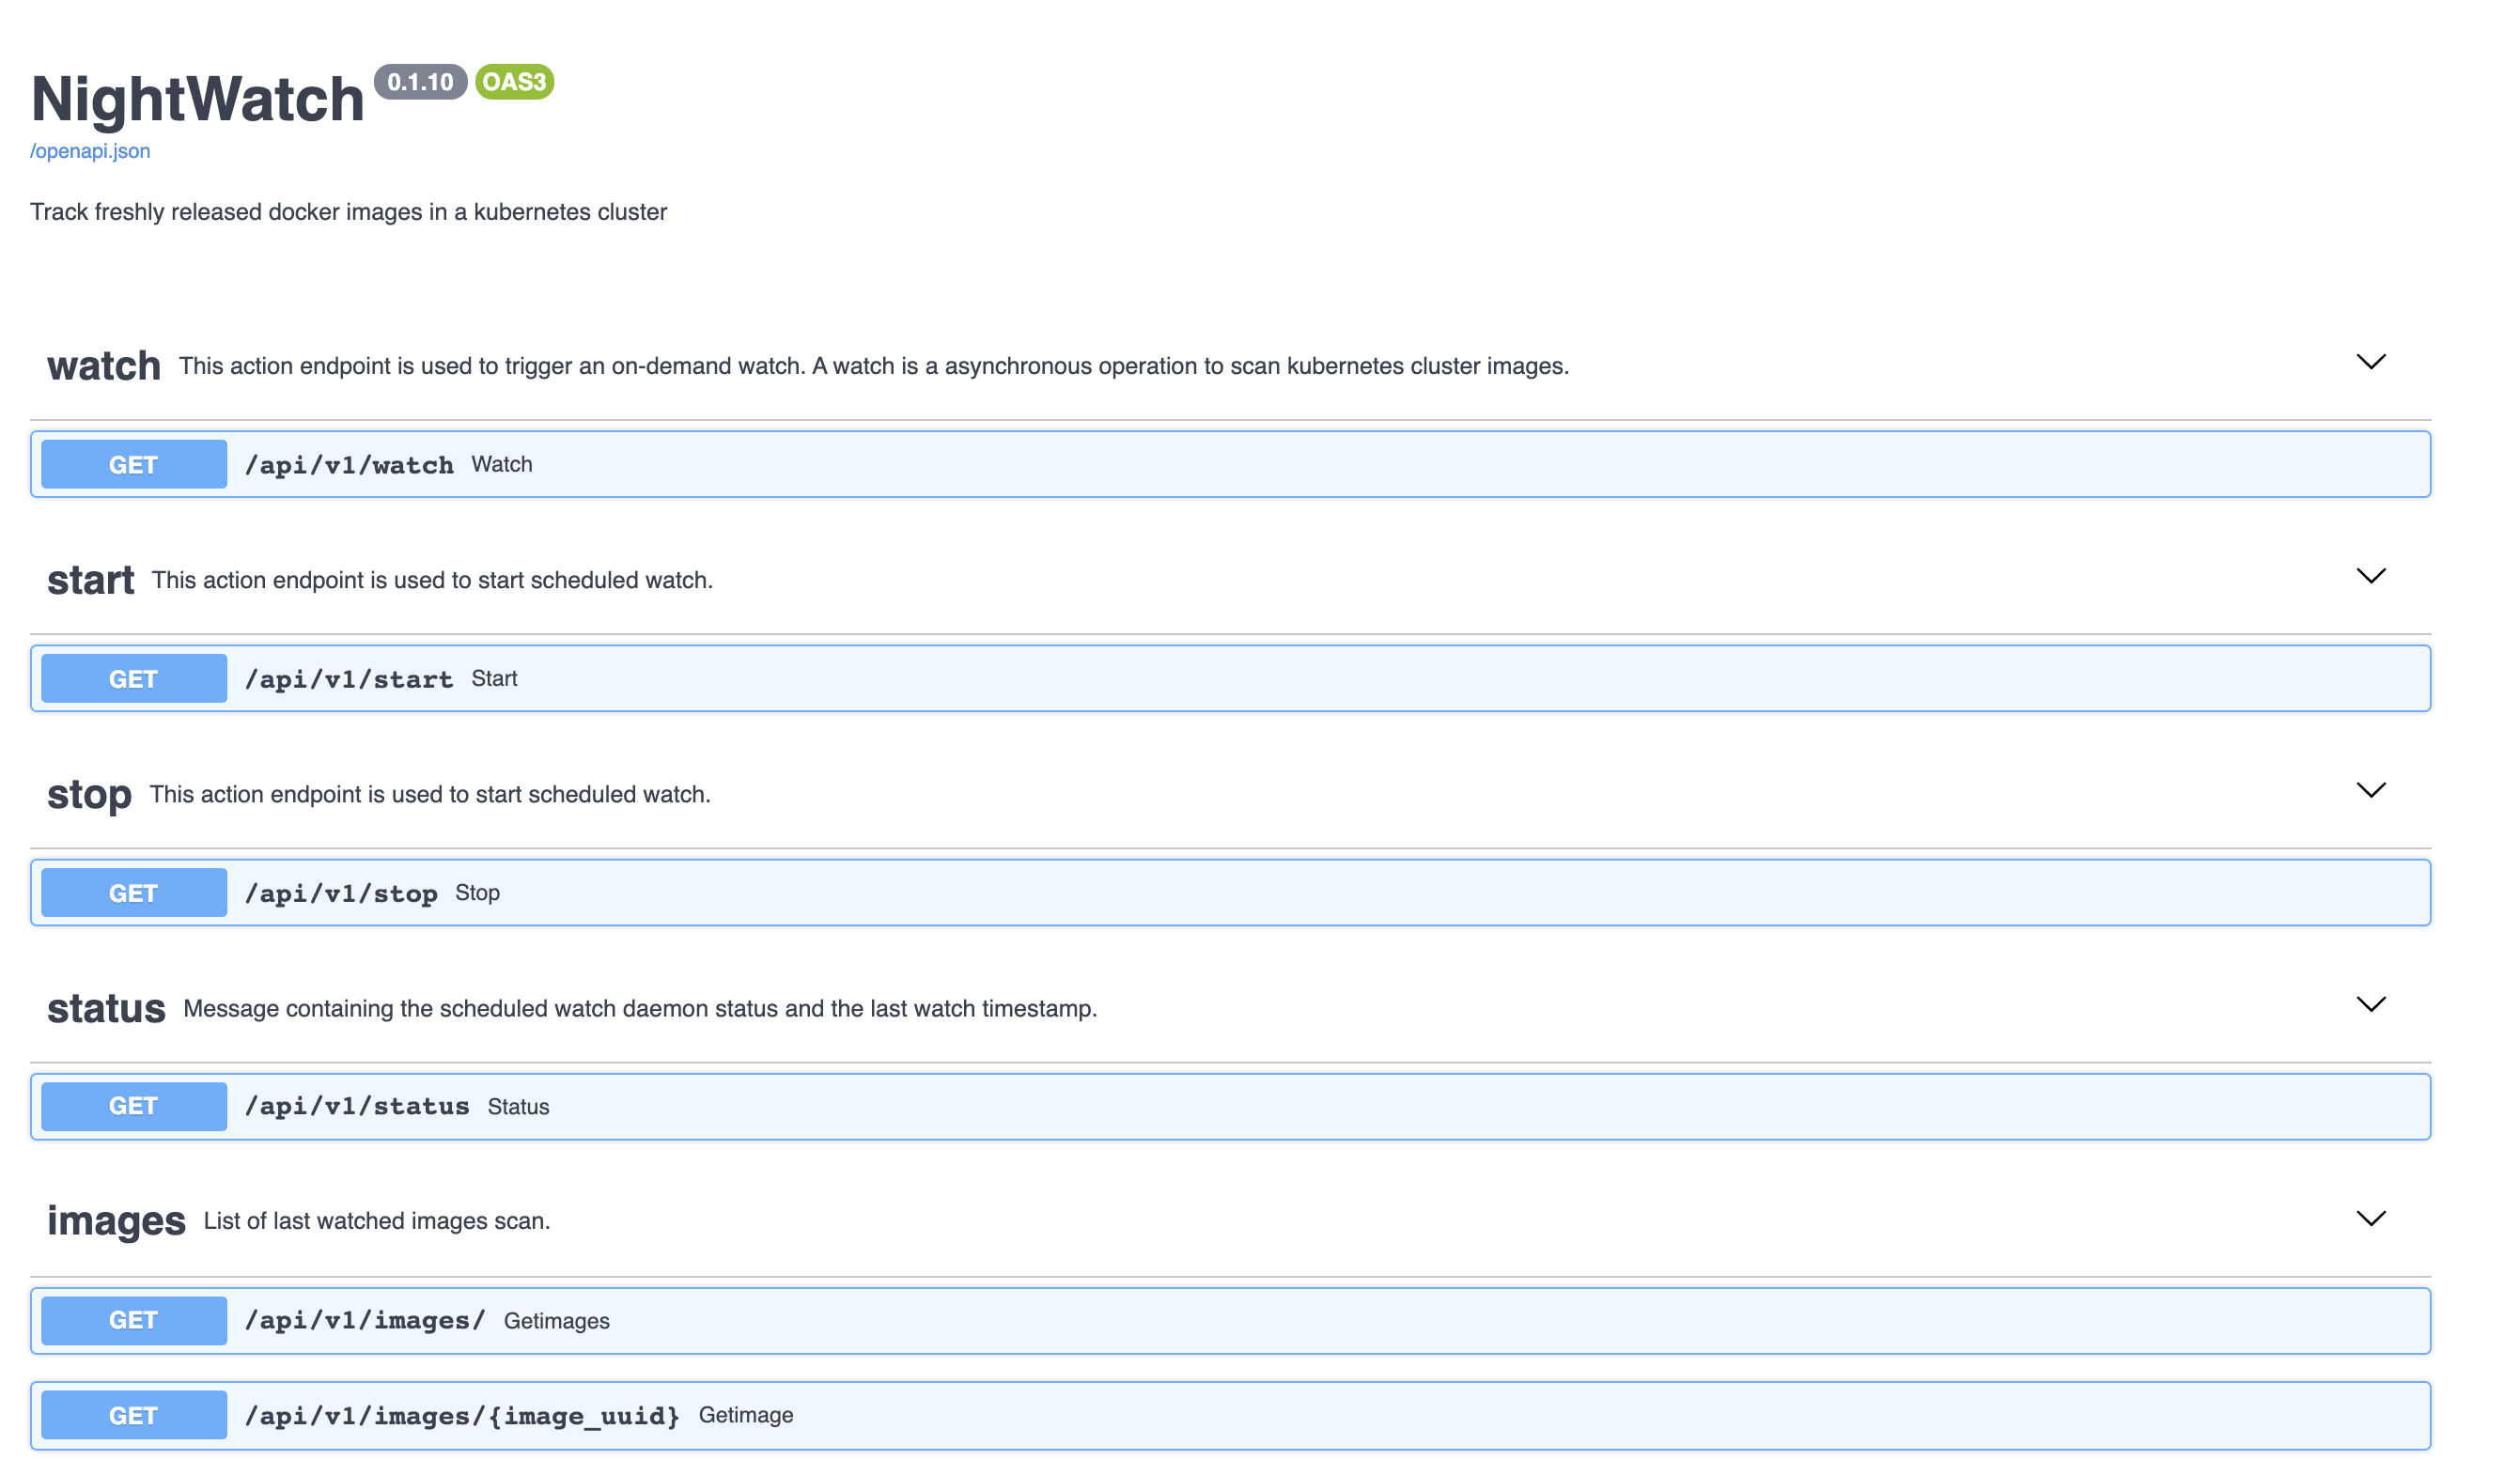 NightWatch 0.1.10 OAS3
/openapi.json
Track freshly released docker images in a kubernetes cluster
watch This action endpoint is used to trigger an on-demand watch. A watch is a asynchronous operation to scan kubernetes cluster images.
GET /api/v1/watch Watch
start This action endpoint is used to start scheduled watch.
GET /api/v1/start Start
stop This action endpoint is used to start scheduled watch.
GET /api/v1/stop Stop
status Message containing the scheduled watch daemon status and the last watch timestamp.
GET /api/v1/status Status
images List of last watched images scan.
GET /api/v1/images/ Getimages
GET /api/v1/images/{image_uuid} Getimage